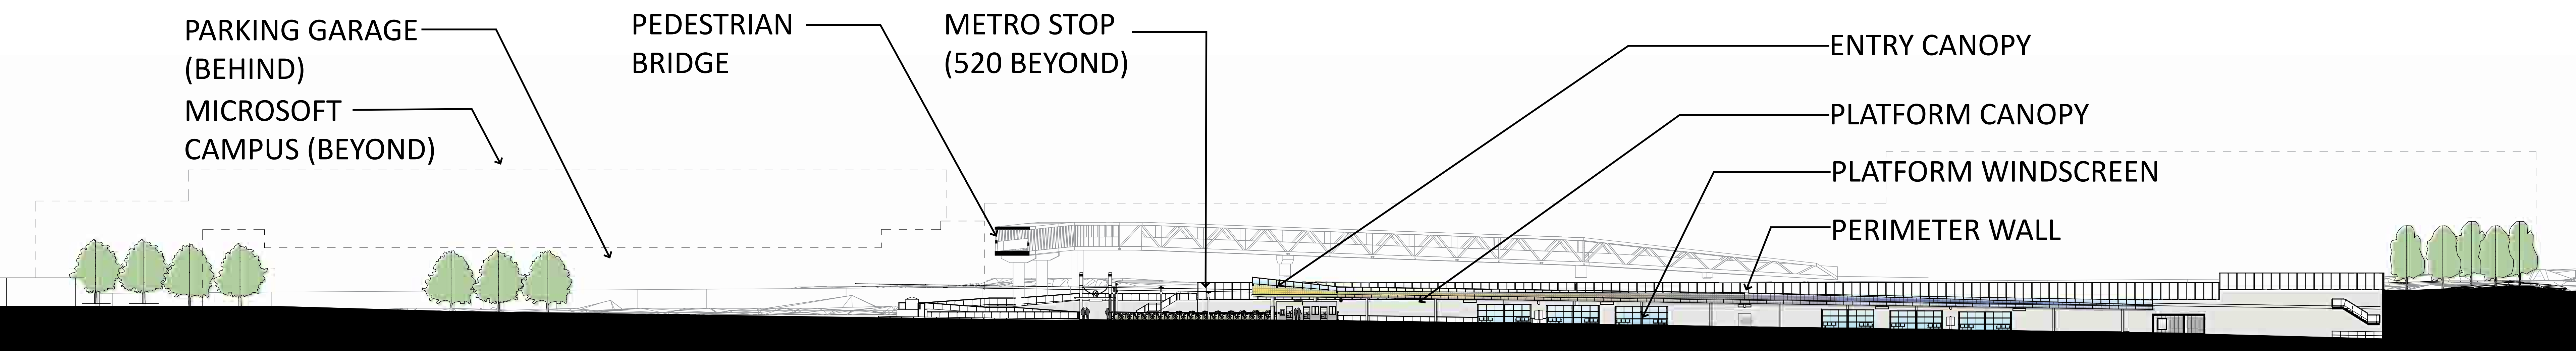 PARKING GARAGE
(BEHIND)
MICROSOFT
CAMPUS (BEYOND)
PEDESTRIAN
BRIDGE
METRO STOP
(520 BEYOND)
ENTRY CANOPY
PLATFORM CANOPY
PLATFORM WINDSCREEN
PERIMETER WALL